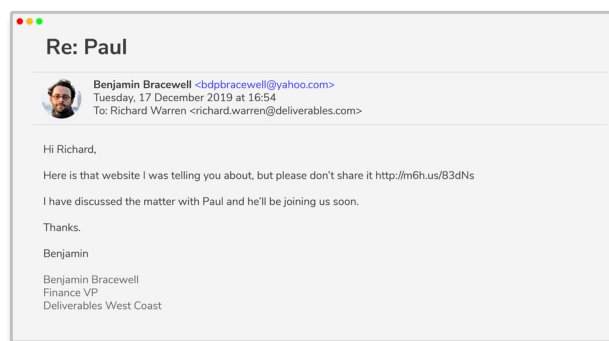 Re: Paul
Benjamin Bracewell <bdpbracewell@yahoo.com>
Tuesday, 17 December 2019 at 16:54
To: Richard Warren <richard.warren@deliverables.com>
Hi Richard,
Here is that website I was telling you about, but please don't share it http://m6h.us/83dNs
I have discussed the matter with Paul and he'll be joining us soon.
Thanks.
Benjamin
Benjamin Bracewell
Finance VP
Deliverables West Coast